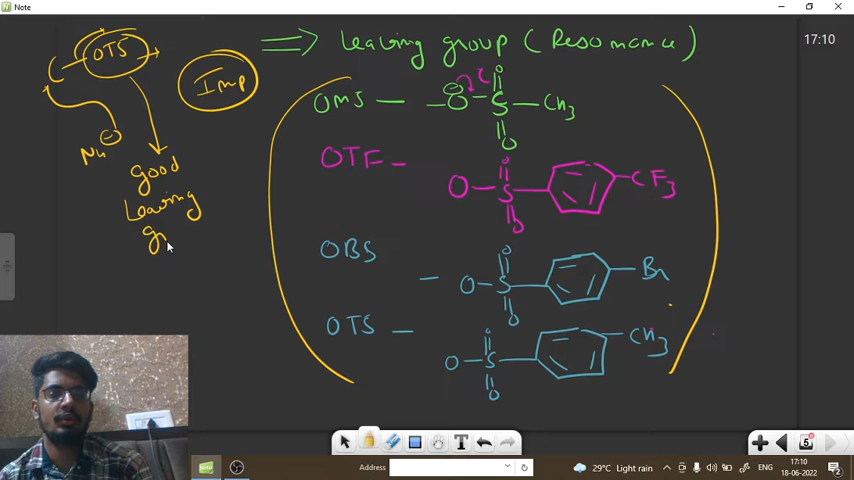 Note
17:10
OTS
⟹ Leaving group (Resonance)
Imp
OMS — –O–S–CH3
O
O
Nu
good
Leaving
gr
OTF – O–S–CF3
O
O
OBS – O–S–Br
O
O
OTS – O–S–CH3
O
O
T
5
Address
29°C Light rain
ENG
17:10
18-06-2022